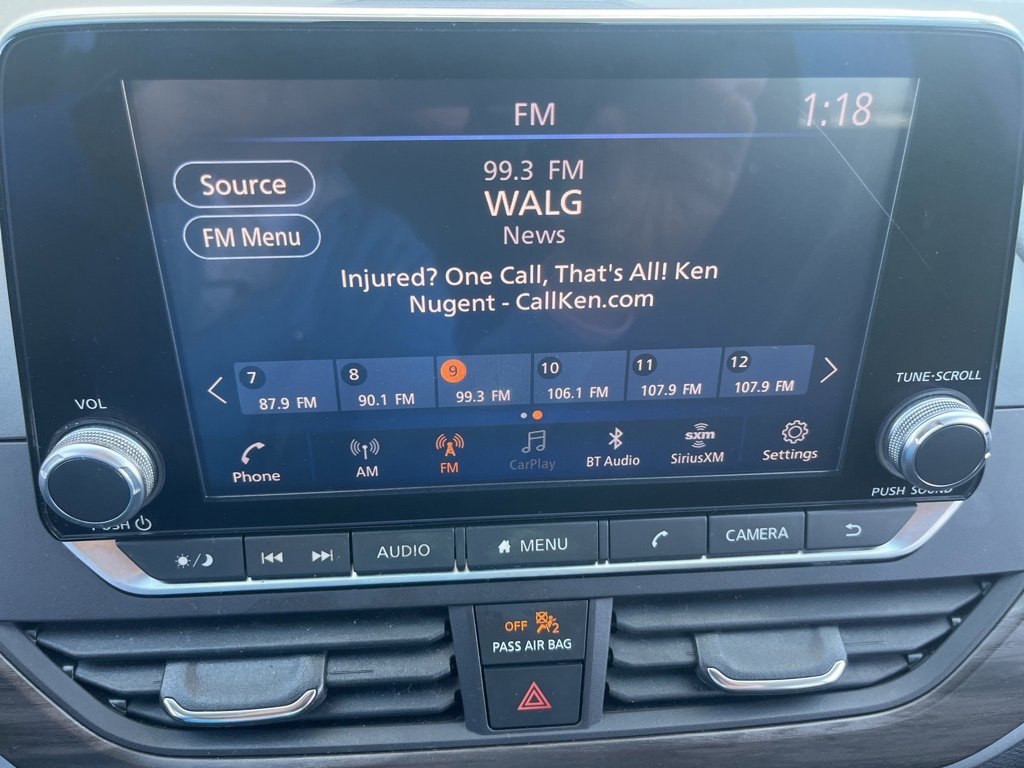 FM
1:18
Source
FM Menu
99.3 FM
WALG
News
Injured? One Call, That's All! Ken
Nugent - CallKen.com
7
87.9 FM
8
90.1 FM
9
99.3 FM
10
106.1 FM
11
107.9 FM
12
107.9 FM
Phone
AM
FM
CarPlay
BT Audio
sxm
SiriusXM
Settings
VOL
PUSH
TUNE·SCROLL
PUSH SOUND
AUDIO
MENU
CAMERA
OFF 2
PASS AIR BAG